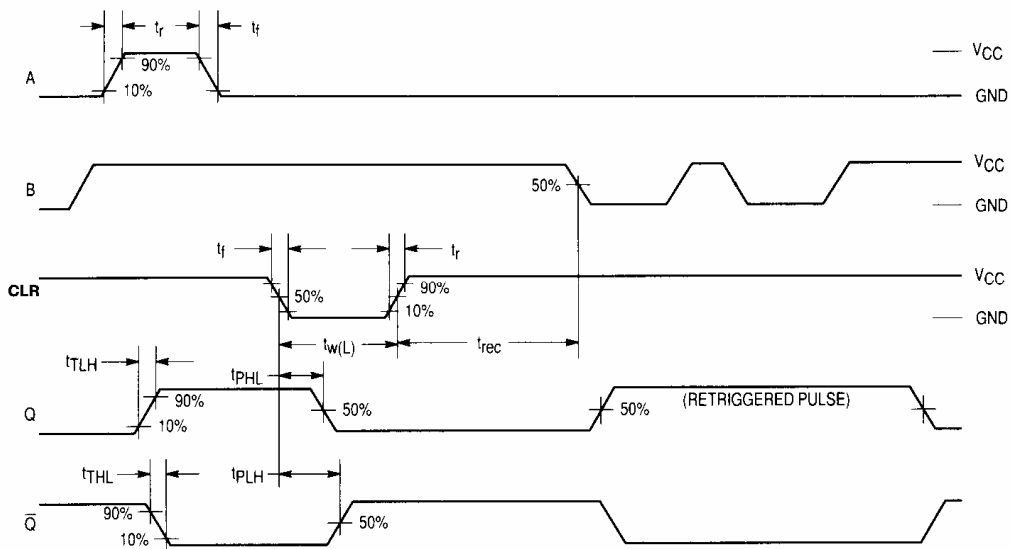 tr
tf
VCC
A
90%
10%
GND
VCC
B
50%
GND
tf
tr
CLR
VCC
50%
90%
10%
GND
tw(L)
trec
tTLH
tPHL
Q
90%
10%
50%
50%
(RETRIGGERED PULSE)
tTHL
tPLH
Q̅
90%
10%
50%